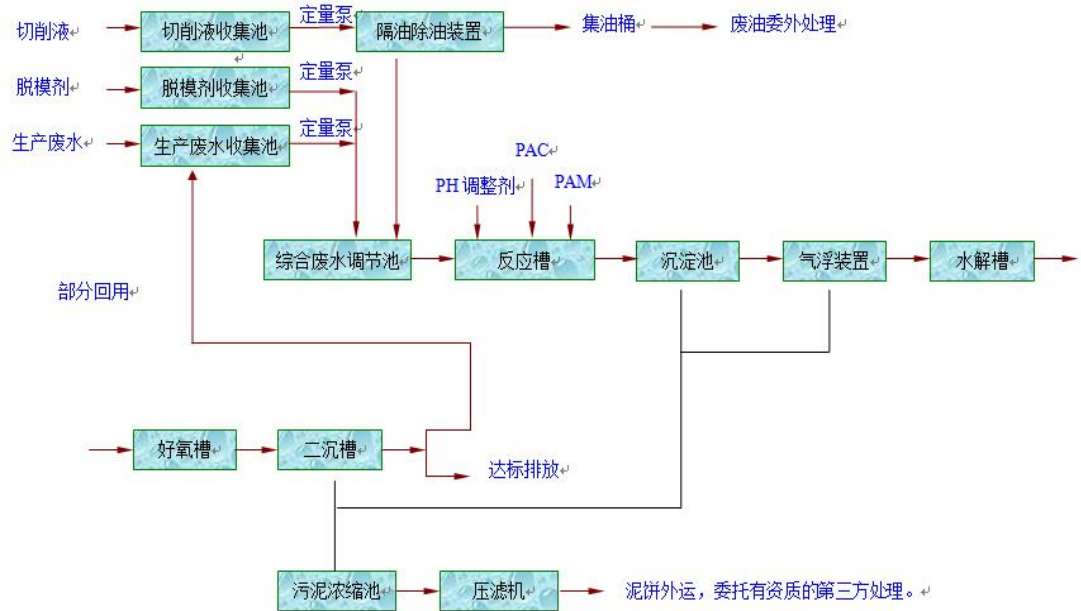 切削液
切削液收集池
定量泵
隔油除油装置
集油桶
废油委外处理
脱模剂
脱模剂收集池
定量泵
生产废水
生产废水收集池
定量泵
PAC
PH 调整剂
PAM
综合废水调节池
反应槽
沉淀池
气浮装置
水解槽
部分回用
好氧槽
二沉槽
达标排放
污泥浓缩池
压滤机
泥饼外运，委托有资质的第三方处理。